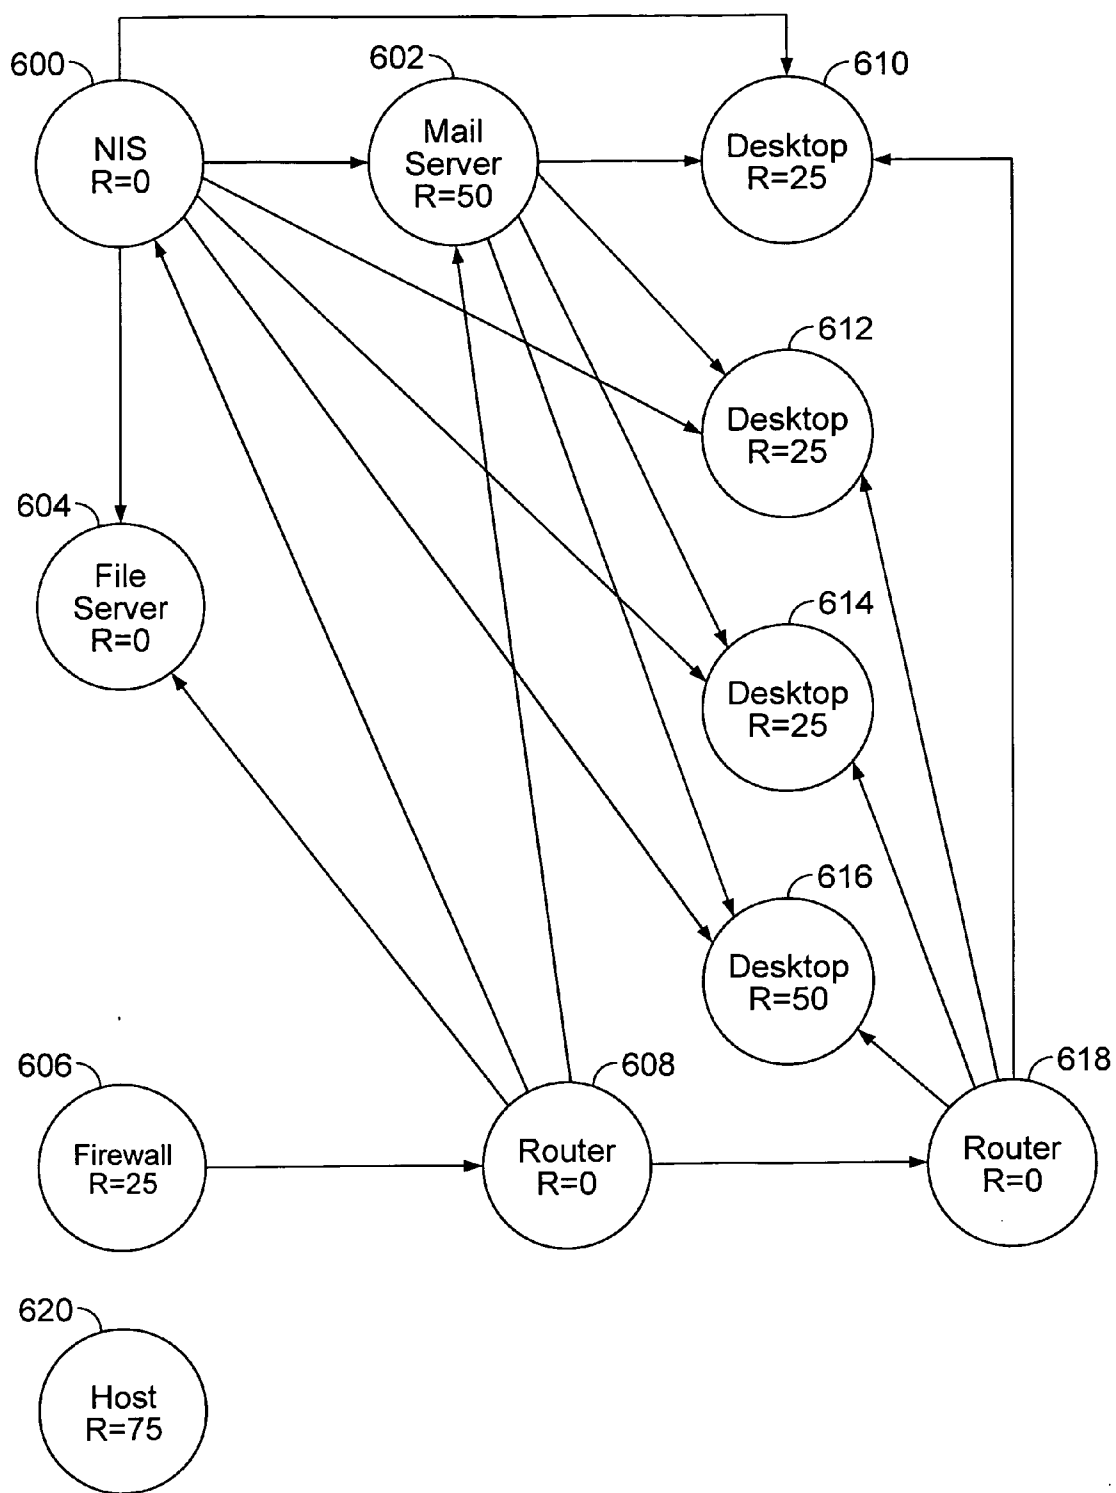 600
NIS
R=0
602
Mail
Server
R=50
610
Desktop
R=25
612
Desktop
R=25
604
File
Server
R=0
614
Desktop
R=25
616
Desktop
R=50
606
Firewall
R=25
608
Router
R=0
618
Router
R=0
620
Host
R=75